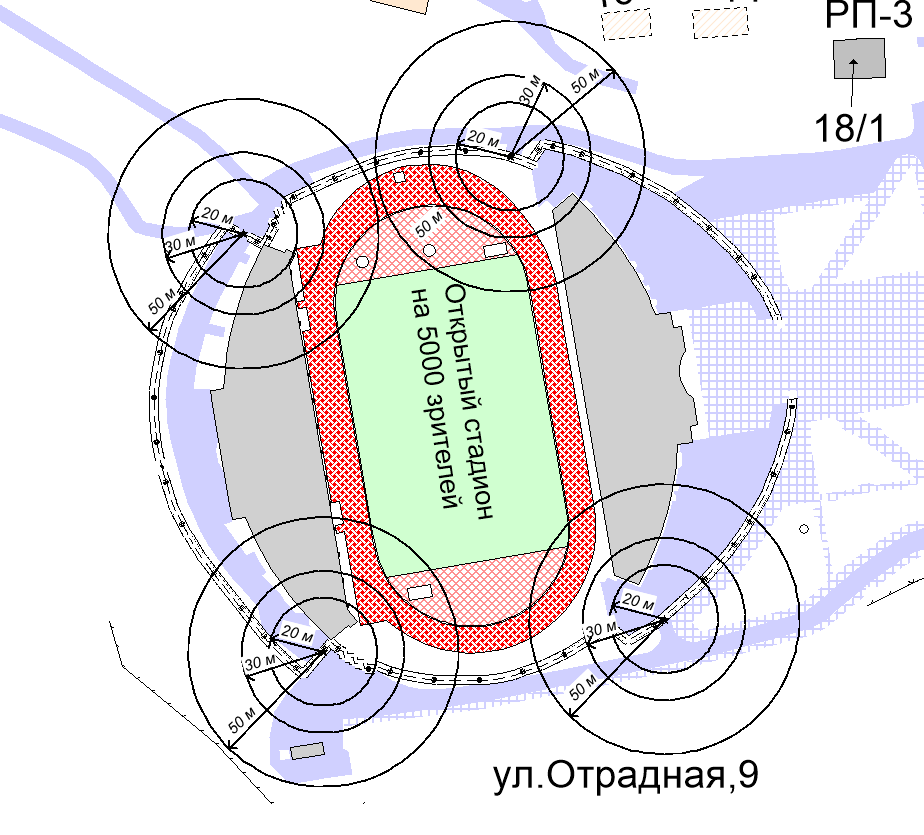 РП-3
18/1
50 м
30 м
20 м
20 м
30 м
50 м
50 м
Открытый стадион
на 5000 зрителей
20 м
30 м
50 м
20 м
30 м
50 м
ул.Отрадная,9